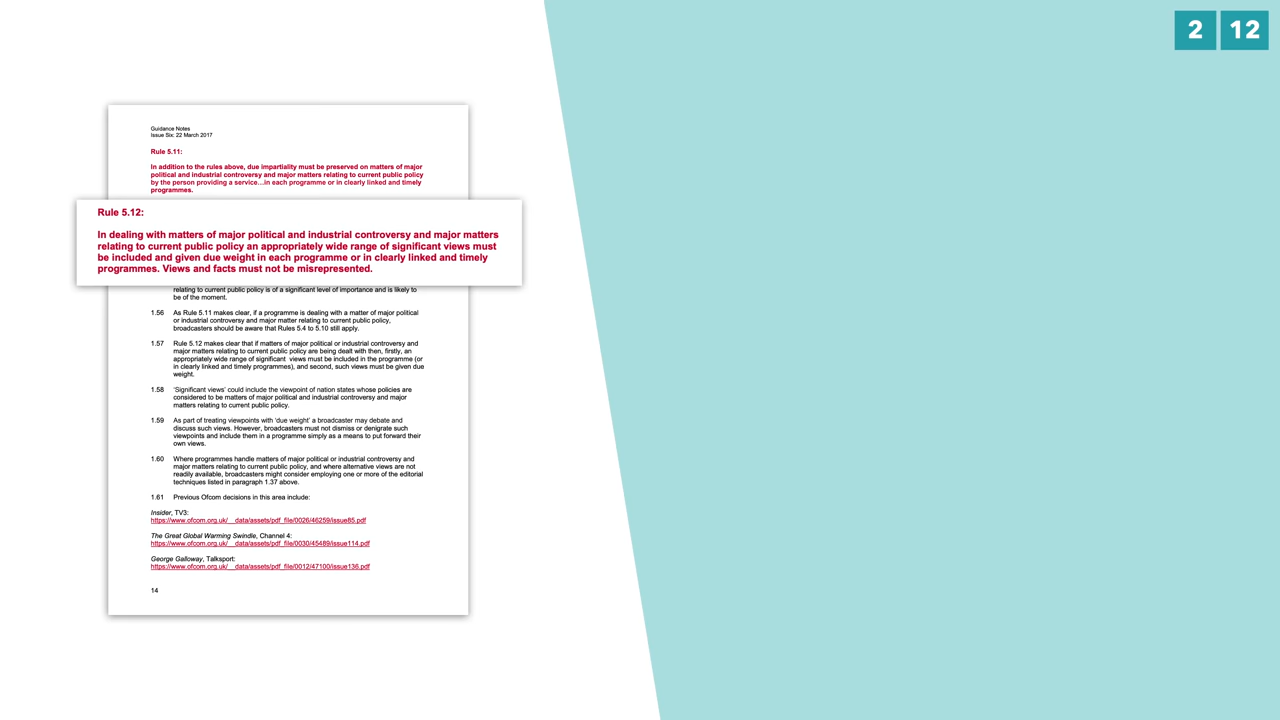 2 12
Guidance Notes
Issue Six: 22 March 2017
Rule 5.11:
In addition to the rules above, due impartiality must be preserved on matters of major
political and industrial controversy and major matters relating to current public policy
by the person providing a service…in each programme or in clearly linked and timely
programmes.
Rule 5.12:
In dealing with matters of major political and industrial controversy and major matters
relating to current public policy an appropriately wide range of significant views must
be included and given due weight in each programme or in clearly linked and timely
programmes. Views and facts must not be misrepresented.
relating to current public policy is of a significant level of importance and is likely to
be of the moment.
1.56 As Rule 5.11 makes clear, if a programme is dealing with a matter of major political
or industrial controversy and major matter relating to current public policy,
broadcasters should be aware that Rules 5.4 to 5.10 still apply.
1.57 Rule 5.12 makes clear that if matters of major political or industrial controversy and
major matters relating to current public policy are being dealt with then, firstly, an
appropriately wide range of significant views must be included in the programme (or
in clearly linked and timely programmes), and second, such views must be given due
weight.
1.58 ‘Significant views’ could include the viewpoint of nation states whose policies are
considered to be matters of major political and industrial controversy and major
matters relating to current public policy.
1.59 As part of treating viewpoints with ‘due weight’ a broadcaster may debate and
discuss such views. However, broadcasters must not dismiss or denigrate such
viewpoints and include them in a programme simply as a means to put forward their
own views.
1.60 Where programmes handle matters of major political or industrial controversy and
major matters relating to current public policy, and where alternative views are not
readily available, broadcasters might consider employing one or more of the editorial
techniques listed in paragraph 1.37 above.
1.61 Previous Ofcom decisions in this area include:
Insider, TV3:
https://www.ofcom.org.uk/__data/assets/pdf_file/0026/46259/issue85.pdf
The Great Global Warming Swindle, Channel 4:
https://www.ofcom.org.uk/__data/assets/pdf_file/0030/45489/issue114.pdf
George Galloway, Talksport:
https://www.ofcom.org.uk/__data/assets/pdf_file/0012/47100/issue136.pdf
14